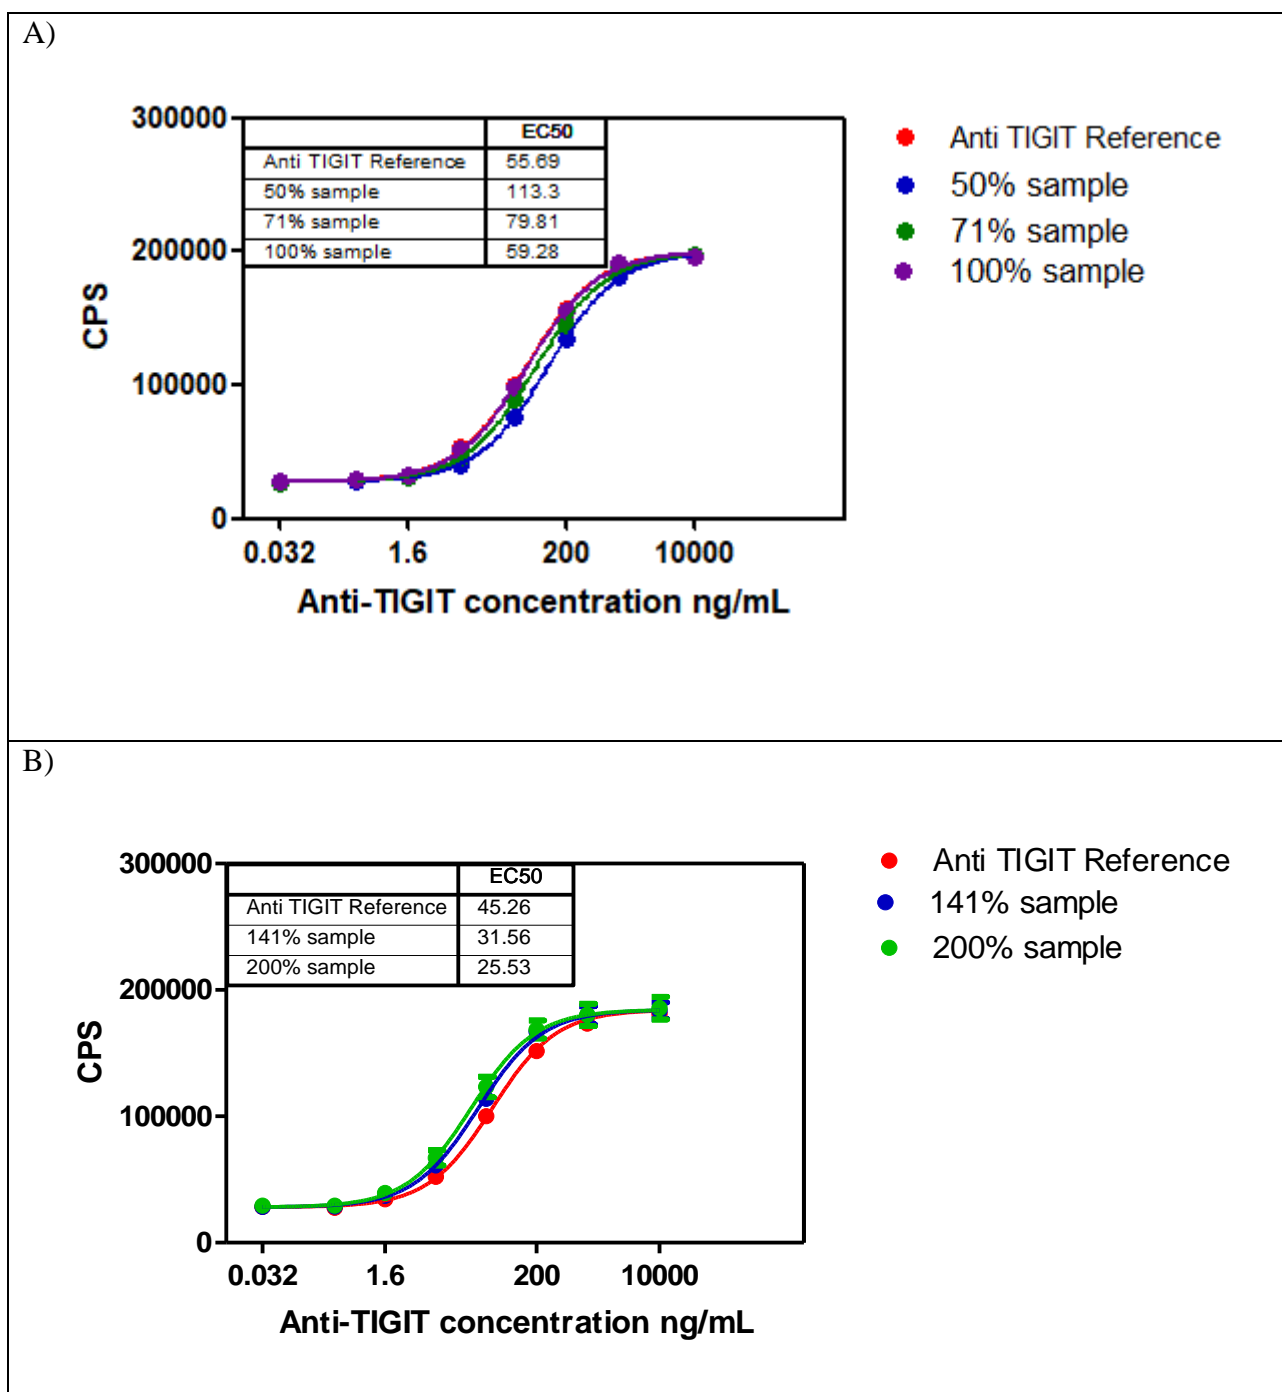 A)
300000
200000
100000
0
CPS
EC50
Anti TIGIT Reference 55.69
50% sample 113.3
71% sample 79.81
100% sample 59.28
Anti TIGIT Reference
50% sample
71% sample
100% sample
0.032 1.6 200 10000
Anti-TIGIT concentration ng/mL
B)
300000
200000
100000
0
CPS
EC50
Anti TIGIT Reference 45.26
141% sample 31.56
200% sample 25.53
Anti TIGIT Reference
141% sample
200% sample
0.032 1.6 200 10000
Anti-TIGIT concentration ng/mL